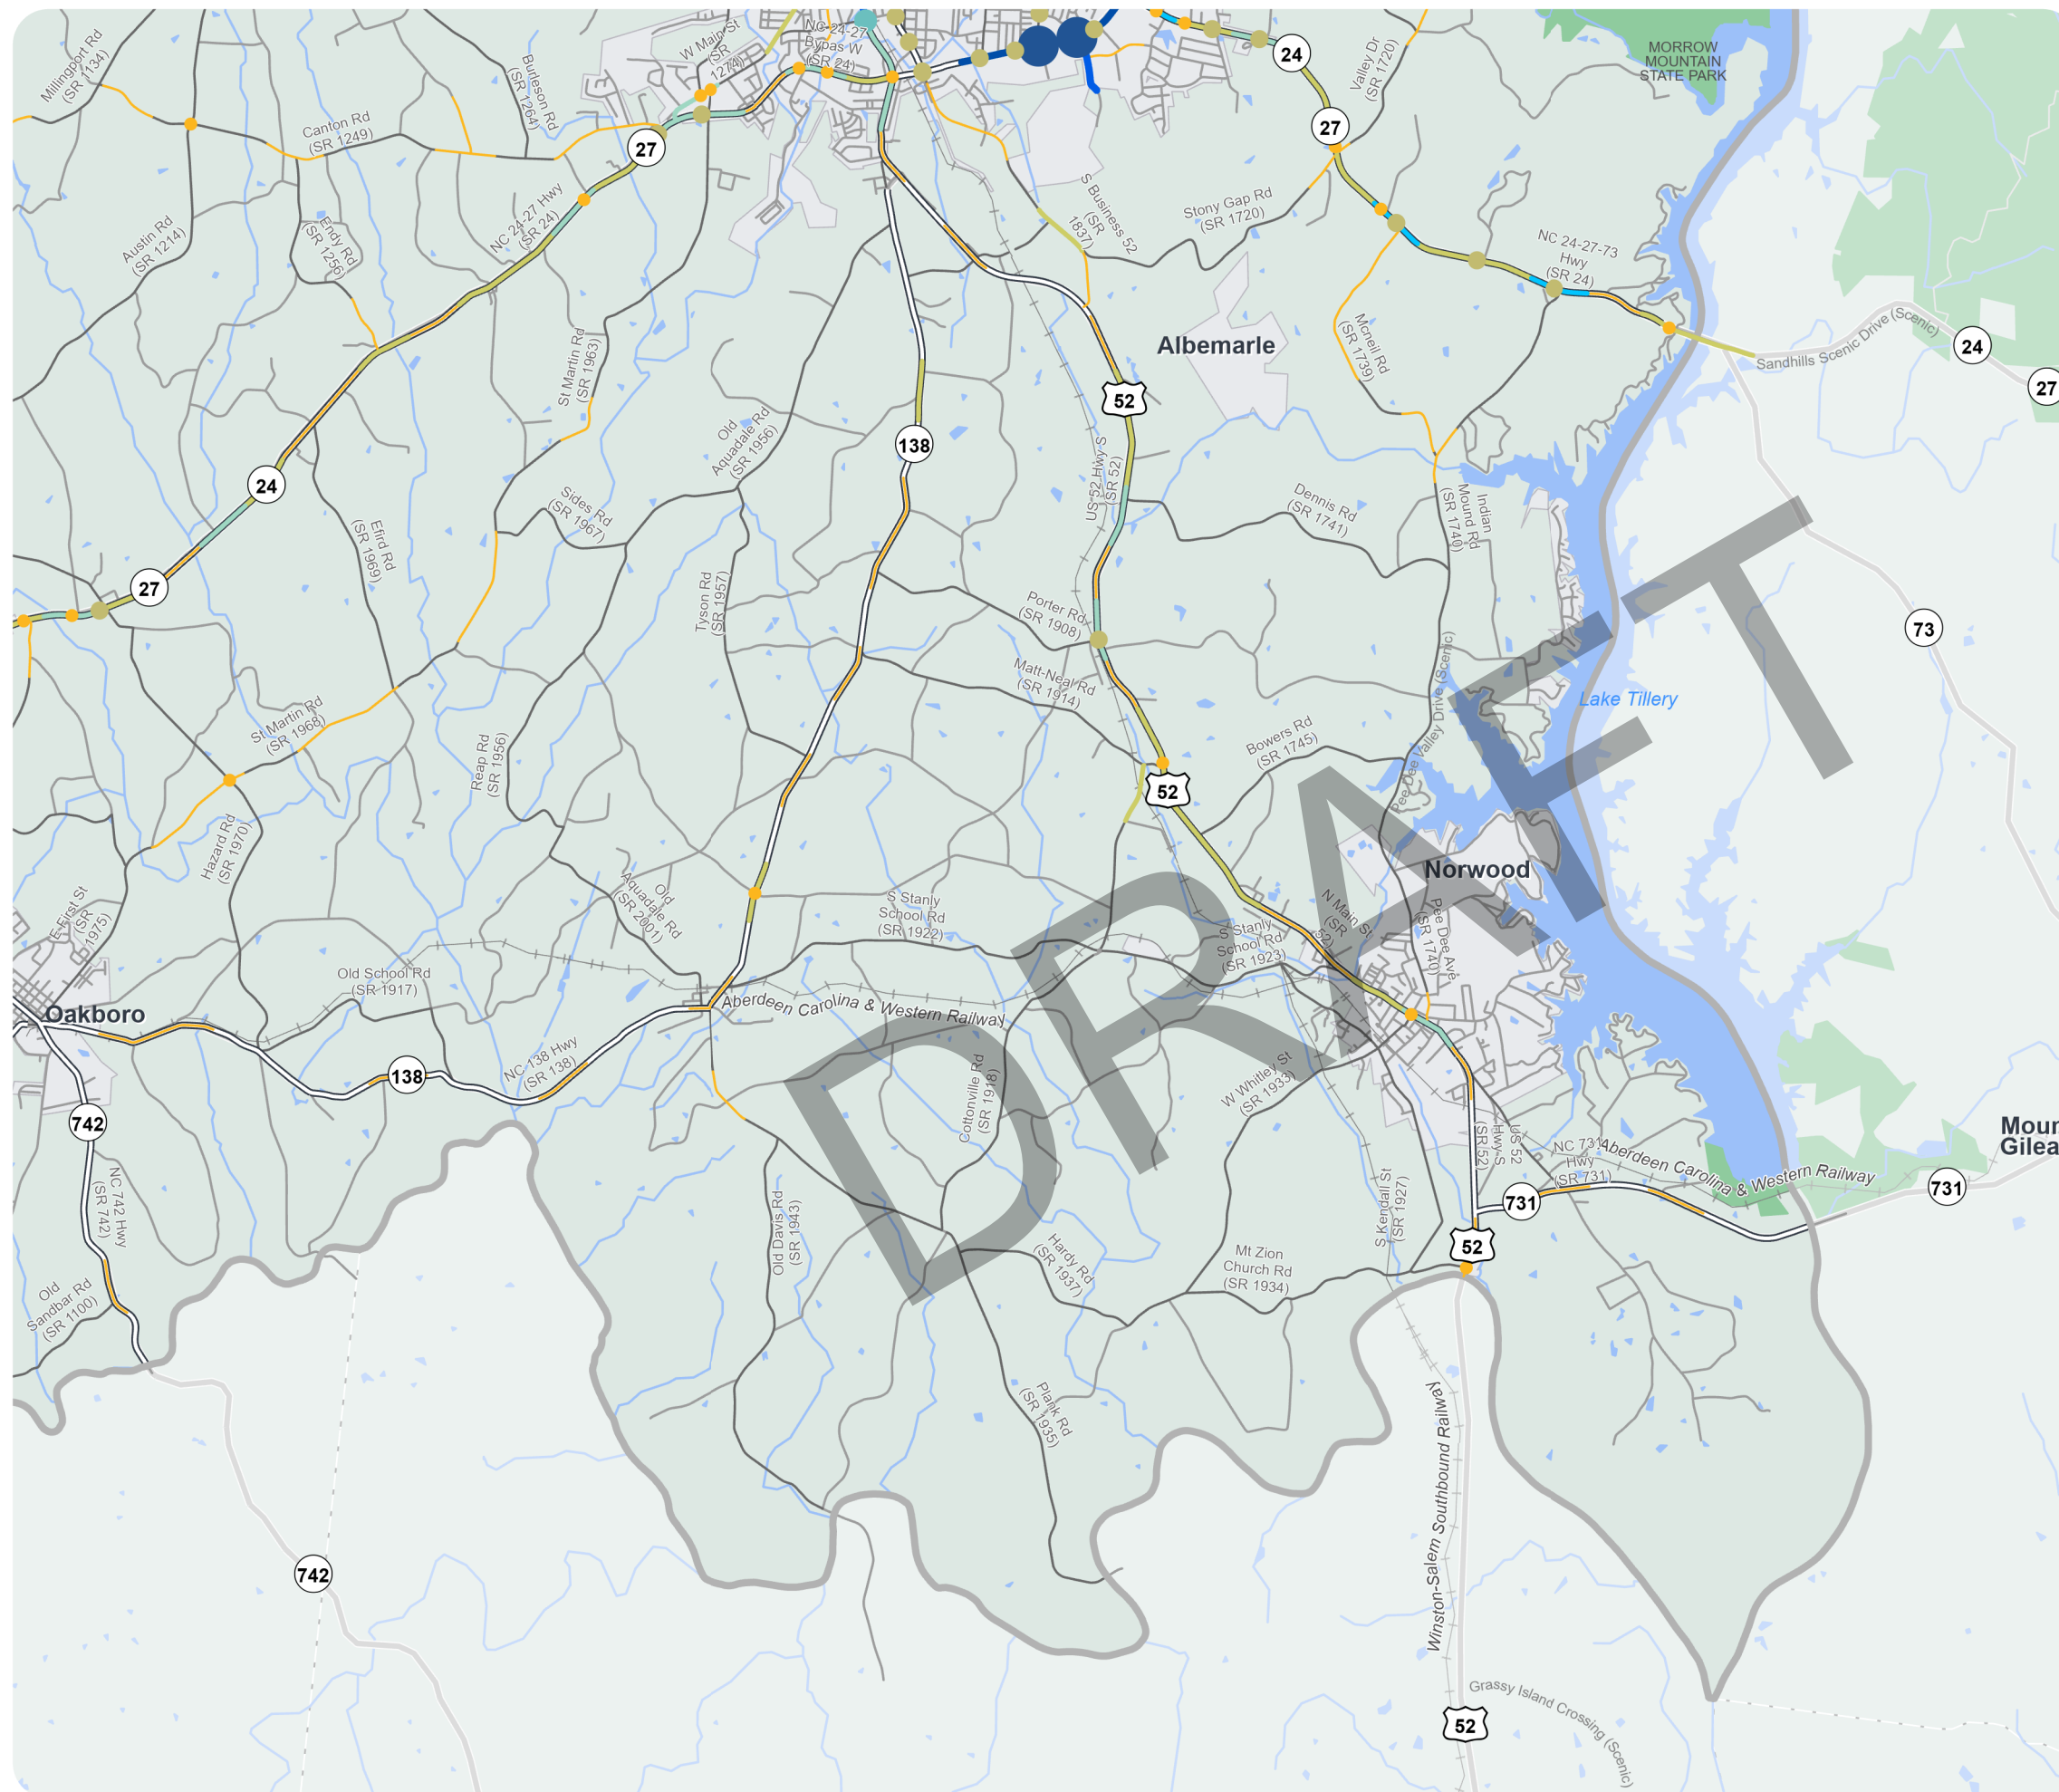 Millingport Rd
(SR 1134)
Burleson Rd
(SR 1264)
Canton Rd
(SR 1249)
W Main St
(SR
1274)
NC 24-27
Bypas W
(SR 24)
24
Valley Dr
(SR 1720)
MORROW
MOUNTAIN
STATE PARK
27
27
Austin Rd
(SR 1214)
Endy Rd
(SR 1256)
NC 24-27 Hwy
(SR 24)
S Business 52
(SR
1837)
Stony Gap Rd
(SR 1720)
NC 24-27-73
Hwy
(SR 24)
St Martin Rd
(SR 1963)
Albemarle
Mcneil Rd
(SR 1739)
Sandhills Scenic Drive (Scenic)
24
27
52
Old
Aquadale Rd
(SR 1956)
138
24
US 52 Hwy S
(SR 52)
Sides Rd
(SR 1967)
Efird Rd
(SR 1969)
Dennis Rd
(SR 1741)
Indian
Mound Rd
(SR 1740)
27
Tyson Rd
(SR 1957)
Porter Rd
(SR 1908)
73
Matt-Neal Rd
(SR 1914)
Lake Tillery
St Martin Rd
(SR 1968)
Reap Rd
(SR 1956)
Bowers Rd
(SR 1745)
Pee Dee Valley Drive (Scenic)
52
Hazard Rd
(SR 1970)
Norwood
E First St
(SR
1975)
Old
Aquadale Rd
(SR 2001)
S Stanly
School Rd
(SR 1922)
N Main St
(SR
52)
S Stanly
School Rd
(SR 1923)
Pee Dee Ave
(SR 1740)
Old School Rd
(SR 1917)
Oakboro
Aberdeen Carolina & Western Railway
NC 138 Hwy
(SR 138)
138
Cottonville Rd
(SR 1918)
W Whitley St
(SR 1933)
742
US 52
Hwy S
(SR 52)
NC 731
Hwy
(SR 731)
Aberdeen Carolina & Western Railway
Moun
Gilea
731
731
NC 742 Hwy
(SR 742)
Old Davis Rd
(SR 1943)
S Kendall St
(SR 1927)
52
Hardy Rd
(SR 1937)
Mt Zion
Church Rd
(SR 1934)
Old
Sandbar Rd
(SR 1100)
Plank Rd
(SR 1935)
Winston-Salem Southbound Railway
742
52
Grassy Island Crossing (Scenic)
DRAFT